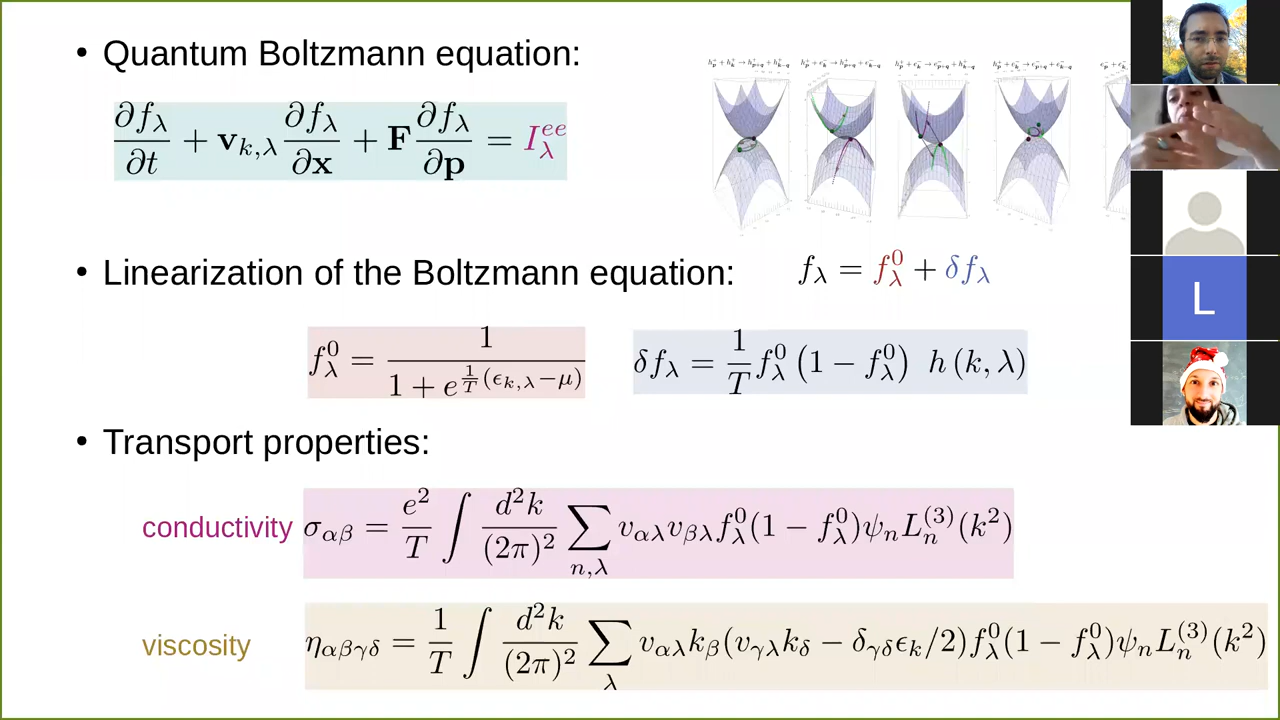 • Quantum Boltzmann equation:
∂f_λ/∂t + v_{k,λ} ∂f_λ/∂x + F ∂f_λ/∂p = I_λ^{ee}
• Linearization of the Boltzmann equation: f_λ = f_λ^0 + δf_λ
f_λ^0 = 1/(1 + e^{1/T (ϵ_{k,λ} − μ)}) δf_λ = 1/T f_λ^0 (1 − f_λ^0) h (k, λ)
L
• Transport properties:
conductivity σ_{αβ} = e^2/T ∫ d^2k/(2π)^2 ∑_{n,λ} v_{αλ} v_{βλ} f_λ^0 (1 − f_λ^0) ψ_n L_n^{(3)} (k^2)
viscosity η_{αβγδ} = 1/T ∫ d^2k/(2π)^2 ∑_λ v_{αλ} k_β (v_{γλ} k_δ − δ_{γδ} ϵ_k/2) f_λ^0 (1 − f_λ^0) ψ_n L_n^{(3)} (k^2)